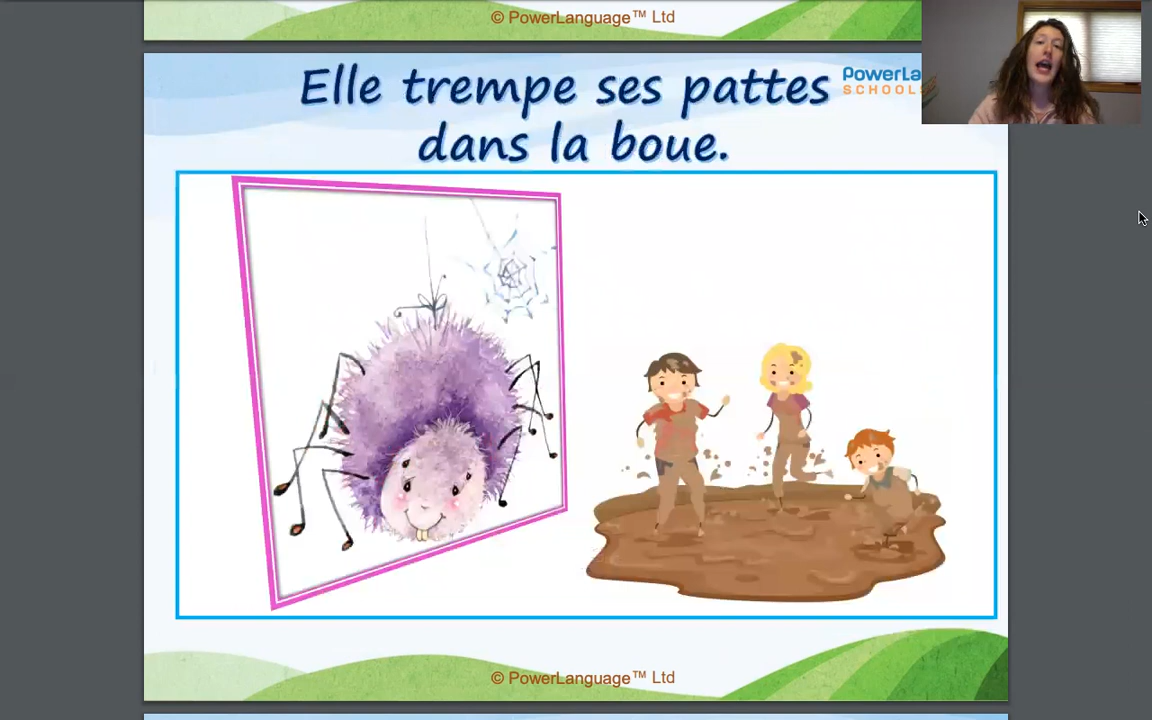 © PowerLanguage™ Ltd
Elle trempe ses pattes
dans la boue.
© PowerLanguage™ Ltd